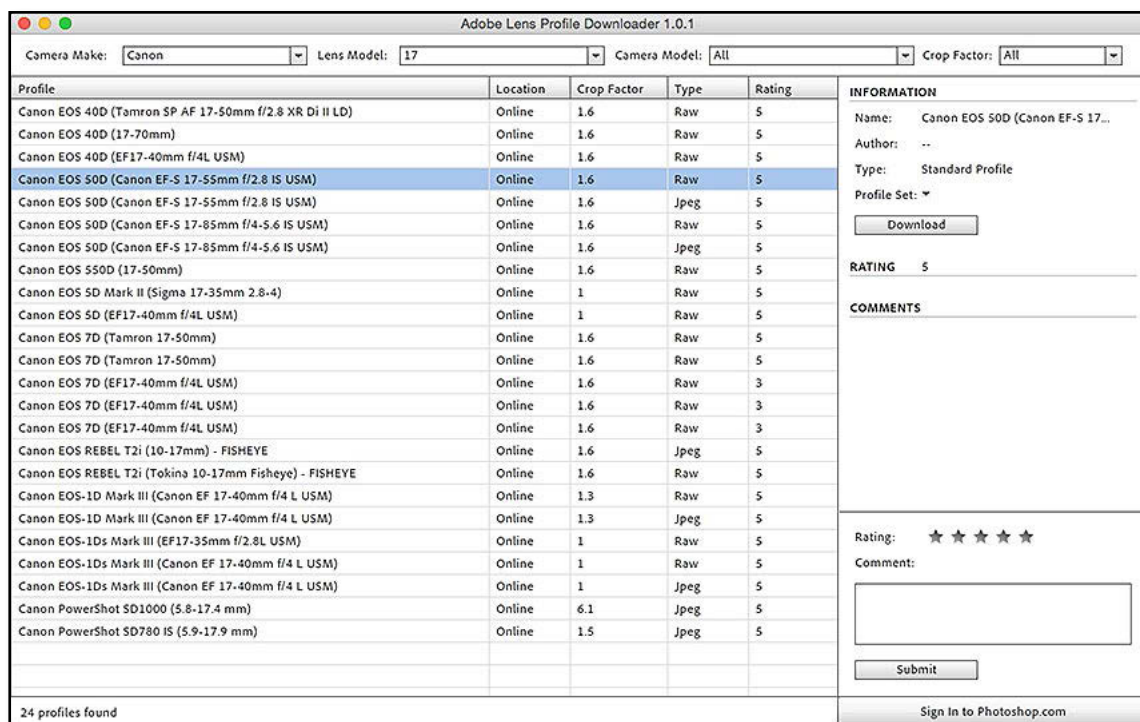 Adobe Lens Profile Downloader 1.0.1
Camera Make: Canon Lens Model: 17 Camera Model: All Crop Factor: All
Profile Location Crop Factor Type Rating
Canon EOS 40D (Tamron SP AF 17-50mm f/2.8 XR Di II LD) Online 1.6 Raw 5
Canon EOS 40D (17-70mm) Online 1.6 Raw 5
Canon EOS 40D (EF17-40mm f/4L USM) Online 1.6 Raw 5
Canon EOS 50D (Canon EF-S 17-55mm f/2.8 IS USM) Online 1.6 Raw 5
Canon EOS 50D (Canon EF-S 17-55mm f/2.8 IS USM) Online 1.6 Jpeg 5
Canon EOS 50D (Canon EF-S 17-85mm f/4-5.6 IS USM) Online 1.6 Raw 5
Canon EOS 50D (Canon EF-S 17-85mm f/4-5.6 IS USM) Online 1.6 Jpeg 5
Canon EOS 550D (17-50mm) Online 1.6 Raw 5
Canon EOS 5D Mark II (Sigma 17-35mm 2.8-4) Online 1 Raw 5
Canon EOS 5D (EF17-40mm f/4L USM) Online 1 Raw 5
Canon EOS 7D (Tamron 17-50mm) Online 1.6 Raw 5
Canon EOS 7D (Tamron 17-50mm) Online 1.6 Raw 5
Canon EOS 7D (EF17-40mm f/4L USM) Online 1.6 Raw 3
Canon EOS 7D (EF17-40mm f/4L USM) Online 1.6 Raw 3
Canon EOS 7D (EF17-40mm f/4L USM) Online 1.6 Raw 3
Canon EOS REBEL T2i (10-17mm) - FISHEYE Online 1.6 Jpeg 5
Canon EOS REBEL T2i (Tokina 10-17mm Fisheye) - FISHEYE Online 1.6 Raw 5
Canon EOS-1D Mark III (Canon EF 17-40mm f/4 L USM) Online 1.3 Raw 5
Canon EOS-1D Mark III (Canon EF 17-40mm f/4 L USM) Online 1.3 Jpeg 5
Canon EOS-1Ds Mark III (EF17-35mm f/2.8L USM) Online 1 Raw 5
Canon EOS-1Ds Mark III (Canon EF 17-40mm f/4 L USM) Online 1 Raw 5
Canon EOS-1Ds Mark III (Canon EF 17-40mm f/4 L USM) Online 1 Jpeg 5
Canon PowerShot SD1000 (5.8-17.4 mm) Online 6.1 Jpeg 5
Canon PowerShot SD780 IS (5.9-17.9 mm) Online 1.5 Jpeg 5
24 profiles found
INFORMATION
Name: Canon EOS 50D (Canon EF-S 17...
Author: --
Type: Standard Profile
Profile Set:
Download
RATING 5
COMMENTS
Rating:
Comment:
Submit
Sign In to Photoshop.com